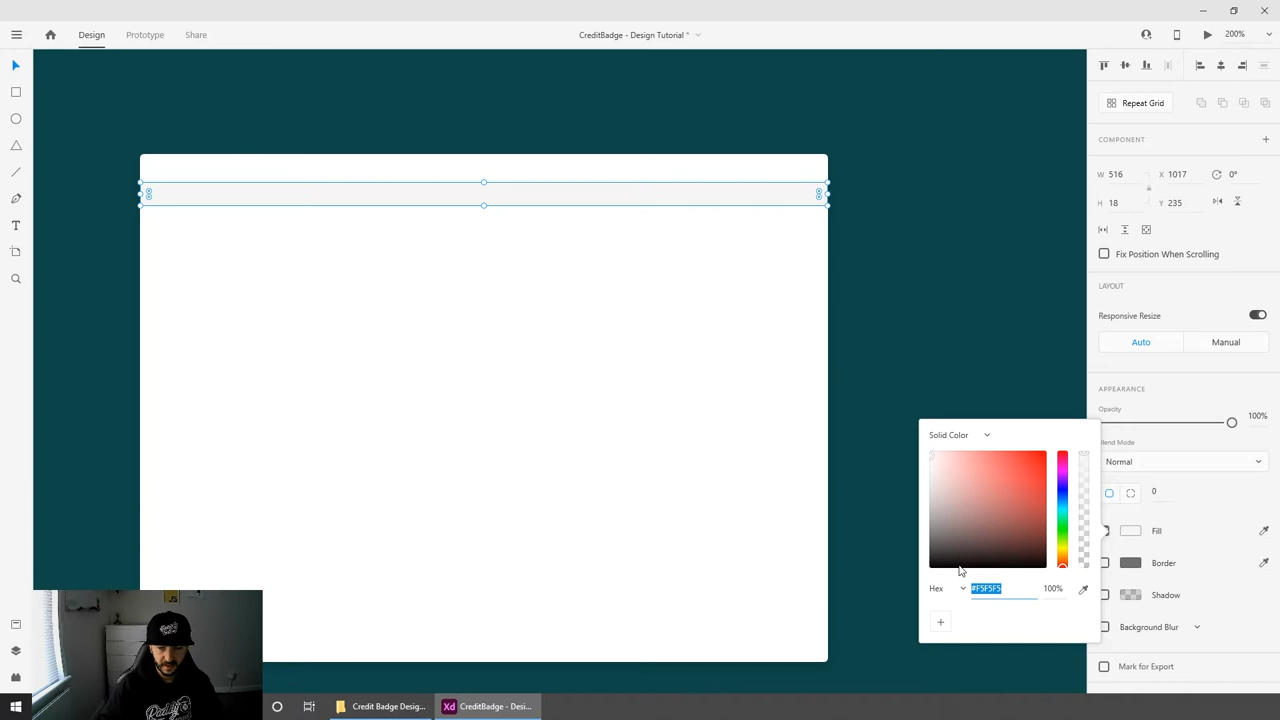 Design
Prototype
Share
CreditBadge - Design Tutorial *
200%
Repeat Grid
COMPONENT
W 516
X 1017
0°
H 18
Y 235
Fix Position When Scrolling
LAYOUT
Responsive Resize
Auto
Manual
APPEARANCE
Opacity
100%
Blend Mode
Normal
0
Fill
Border
Shadow
Background Blur
Mark for Export
Solid Color
Hex
#F5F5F5
100%
Credit Badge Desig...
Xd
CreditBadge - Desi...